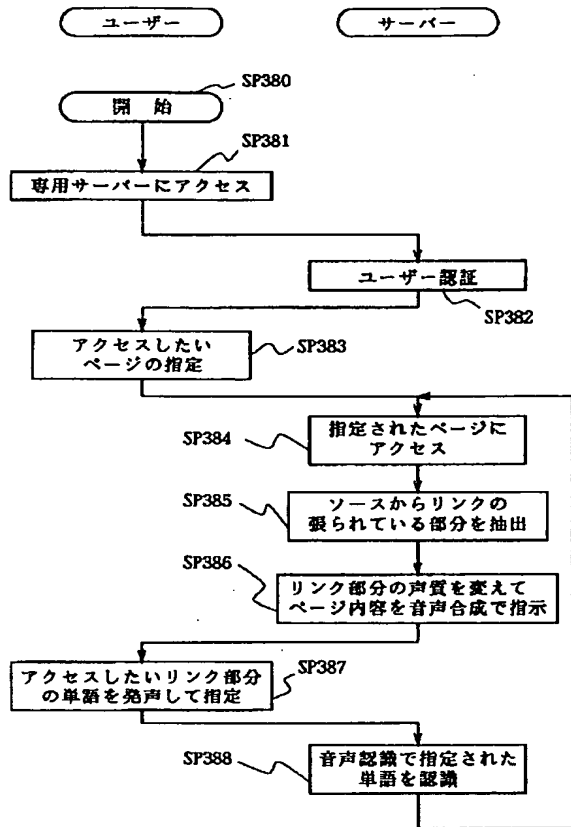 ユーザー
サーバー
SP380
開 始
SP381
専用サーバーにアクセス
ユーザー認証
SP382
アクセスしたい
ページの指定
SP383
SP384
指定されたページに
アクセス
SP385
ソースからリンクの
張られている部分を抽出
SP386
リンク部分の声質を変えて
ページ内容を音声合成で指示
SP387
アクセスしたいリンク部分
の単語を発声して指定
SP388
音声認識で指定された
単語を認識